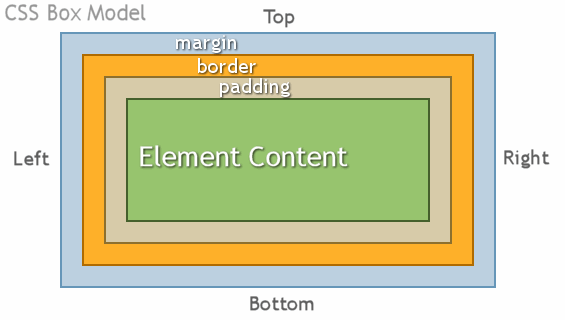 CSS Box Model
Top
margin
border
padding
Left
Element Content
Right
Bottom